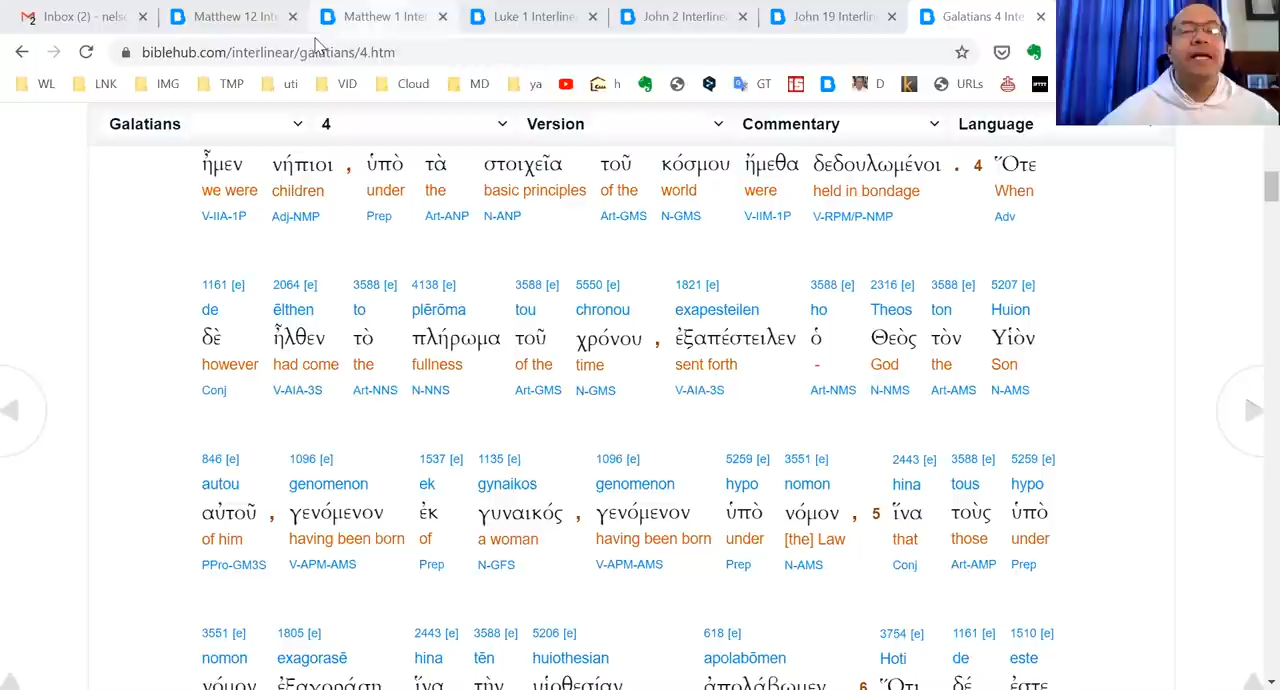 Inbox (2) - nels
Matthew 12 Int
Matthew 1 Inter
Luke 1 Interline
John 2 Interline
John 19 Interlin
Galatians 4 Inte
biblehub.com/interlinear/galatians/4.htm
WL LNK IMG TMP uti VID Cloud MD ya h GT D URLs
Galatians 4 Version Commentary Language
ἦμεν νήπιοι , ὑπὸ τὰ στοιχεῖα τοῦ κόσμου ἤμεθα δεδουλωμένοι . 4 Ὅτε
we were children under the basic principles of the world were held in bondage When
V-IIA-1P Adj-NMP Prep Art-ANP N-ANP Art-GMS N-GMS V-IIM-1P V-RPM/P-NMP Adv
1161 [e] 2064 [e] 3588 [e] 4138 [e] 3588 [e] 5550 [e] 1821 [e] 3588 [e] 2316 [e] 3588 [e] 5207 [e]
de ēlthen to plērōma tou chronou exapesteilen ho Theos ton Huion
δὲ ἦλθεν τὸ πλήρωμα τοῦ χρόνου , ἐξαπέστειλεν ὁ Θεὸς τὸν Υἱὸν
however had come the fullness of the time sent forth - God the Son
Conj V-AIA-3S Art-NNS N-NNS Art-GMS N-GMS V-AIA-3S Art-NMS N-NMS Art-AMS N-AMS
846 [e] 1096 [e] 1537 [e] 1135 [e] 1096 [e] 5259 [e] 3551 [e] 2443 [e] 3588 [e] 5259 [e]
autou genomenon ek gynaikos genomenon hypo nomon hina tous hypo
αὐτοῦ , γενόμενον ἐκ γυναικός , γενόμενον ὑπὸ νόμον , 5 ἵνα τοὺς ὑπὸ
of him having been born of a woman having been born under [the] Law that those under
PPro-GM3S V-APM-AMS Prep N-GFS V-APM-AMS Prep N-AMS Conj Art-AMP Prep
3551 [e] 1805 [e] 2443 [e] 3588 [e] 5206 [e] 618 [e] 3754 [e] 1161 [e] 1510 [e]
nomon exagorasē hina tēn huiothesian apolabōmen Hoti de este
νόμον ἐξαγοράσῃ ἵνα τὴν υἱοθεσίαν ἀπολάβωμεν 6 Ὅτι δέ ἐστε